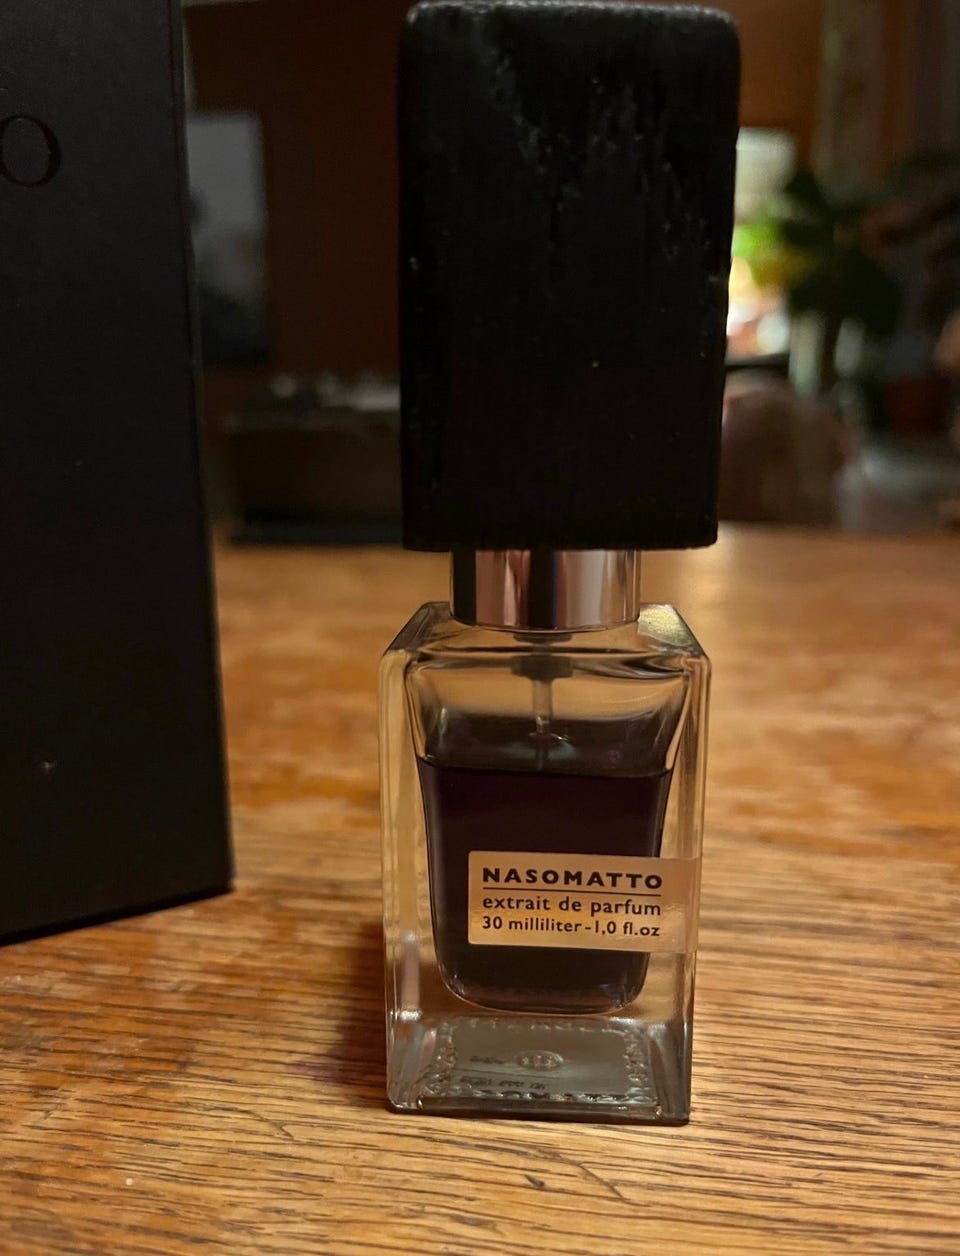 O
NASOMATTO
extrait de parfum
30 milliliter-1,0 fl.oz